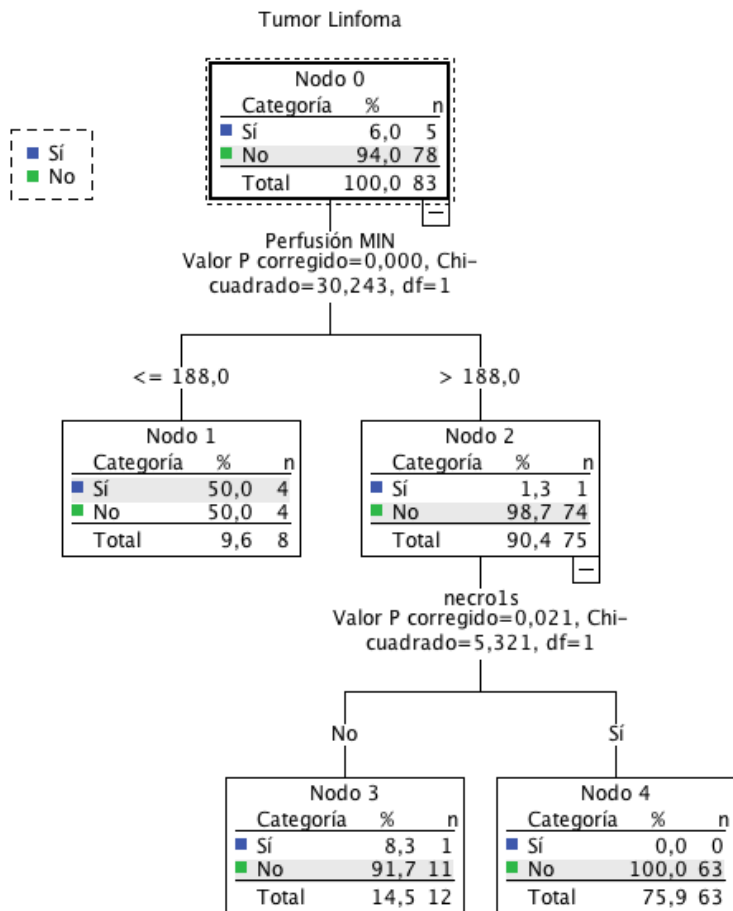 Tumor Linfoma
Sí
No
Nodo 0
Categoría % n
Sí 6,0 5
No 94,0 78
Total 100,0 83
Perfusión MIN
Valor P corregido=0,000, Chi-
cuadrado=30,243, df=1
<= 188,0
> 188,0
Nodo 1
Categoría % n
Sí 50,0 4
No 50,0 4
Total 9,6 8
Nodo 2
Categoría % n
Sí 1,3 1
No 98,7 74
Total 90,4 75
necro1s
Valor P corregido=0,021, Chi-
cuadrado=5,321, df=1
No
Sí
Nodo 3
Categoría % n
Sí 8,3 1
No 91,7 11
Total 14,5 12
Nodo 4
Categoría % n
Sí 0,0 0
No 100,0 63
Total 75,9 63